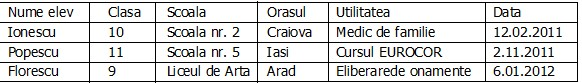 Nume elev Clasa Scoala Orasul Utilitatea Data
Ionescu 10 Scoala nr. 2 Craiova Medic de familie 12.02.2011
Popescu 11 Scoala nr. 5 Iasi Cursul EUROCOR 2.11.2011
Florescu 9 Liceul de Arta Arad Eliberarede onamente 6.01.2012